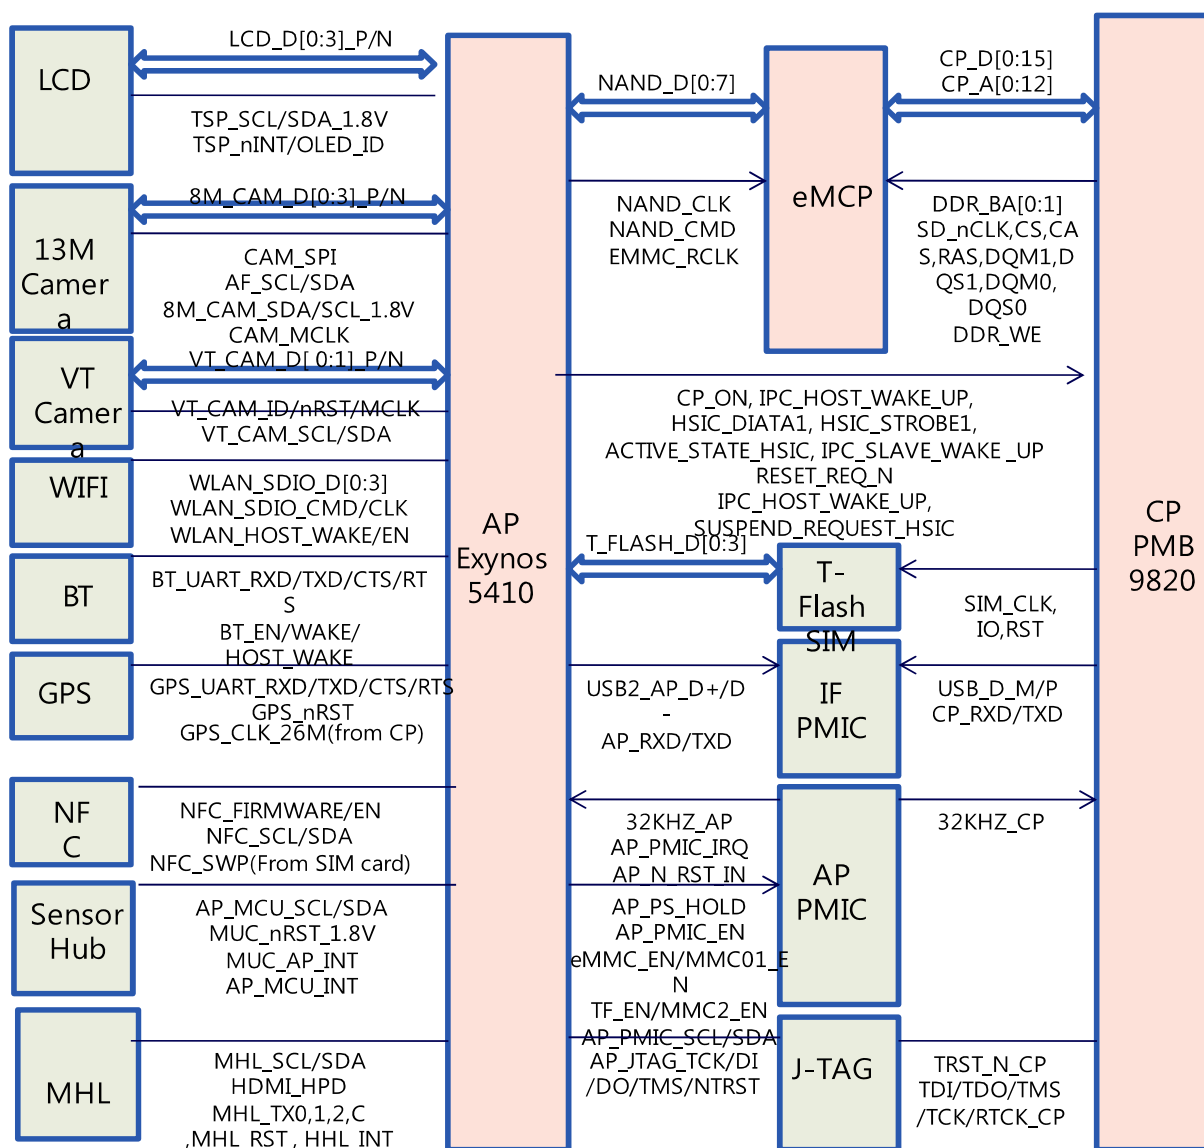 LCD
LCD_D[0:3]_P/N
TSP_SCL/SDA_1.8V
TSP_nINT/OLED_ID
13M
Camer
a
8M_CAM_D[0:3]_P/N
CAM_SPI
AF_SCL/SDA
8M_CAM_SDA/SCL_1.8V
CAM_MCLK
VT
Camer
a
VT_CAM_D[ 0:1]_P/N
VT_CAM_ID/nRST/MCLK
VT_CAM_SCL/SDA
WIFI
WLAN_SDIO_D[0:3]
WLAN_SDIO_CMD/CLK
WLAN_HOST_WAKE/EN
BT
BT_UART_RXD/TXD/CTS/RT
S
BT_EN/WAKE/
HOST_WAKE
GPS
GPS_UART_RXD/TXD/CTS/RTS
GPS_nRST
GPS_CLK_26M(from CP)
NF
C
NFC_FIRMWARE/EN
NFC_SCL/SDA
NFC_SWP(From SIM card)
Sensor
Hub
AP_MCU_SCL/SDA
MUC_nRST_1.8V
MUC_AP_INT
AP_MCU_INT
MHL
MHL_SCL/SDA
HDMI_HPD
MHL_TX0,1,2,C
,MHL_RST , HHL_INT
AP
Exynos
5410
NAND_D[0:7]
NAND_CLK
NAND_CMD
EMMC_RCLK
eMCP
CP_D[0:15]
CP_A[0:12]
DDR_BA[0:1]
SD_nCLK,CS,CA
S,RAS,DQM1,D
QS1,DQM0,
DQS0
DDR_WE
CP_ON, IPC_HOST_WAKE_UP,
HSIC_DIATA1, HSIC_STROBE1,
ACTIVE_STATE_HSIC, IPC_SLAVE_WAKE _UP
RESET_REQ_N
IPC_HOST_WAKE_UP,
SUSPEND_REQUEST_HSIC
T_FLASH_D[0:3]
T-
Flash
SIM
SIM_CLK,
IO,RST
USB2_AP_D+/D
-
AP_RXD/TXD
IF
PMIC
USB_D_M/P
CP_RXD/TXD
32KHZ_AP
AP_PMIC_IRQ
AP_N_RST_IN
AP_PS_HOLD
AP_PMIC_EN
eMMC_EN/MMC01_E
N
TF_EN/MMC2_EN
AP_PMIC_SCL/SDA
AP
PMIC
32KHZ_CP
AP_JTAG_TCK/DI
/DO/TMS/NTRST
J-TAG
TRST_N_CP
TDI/TDO/TMS
/TCK/RTCK_CP
CP
PMB
9820